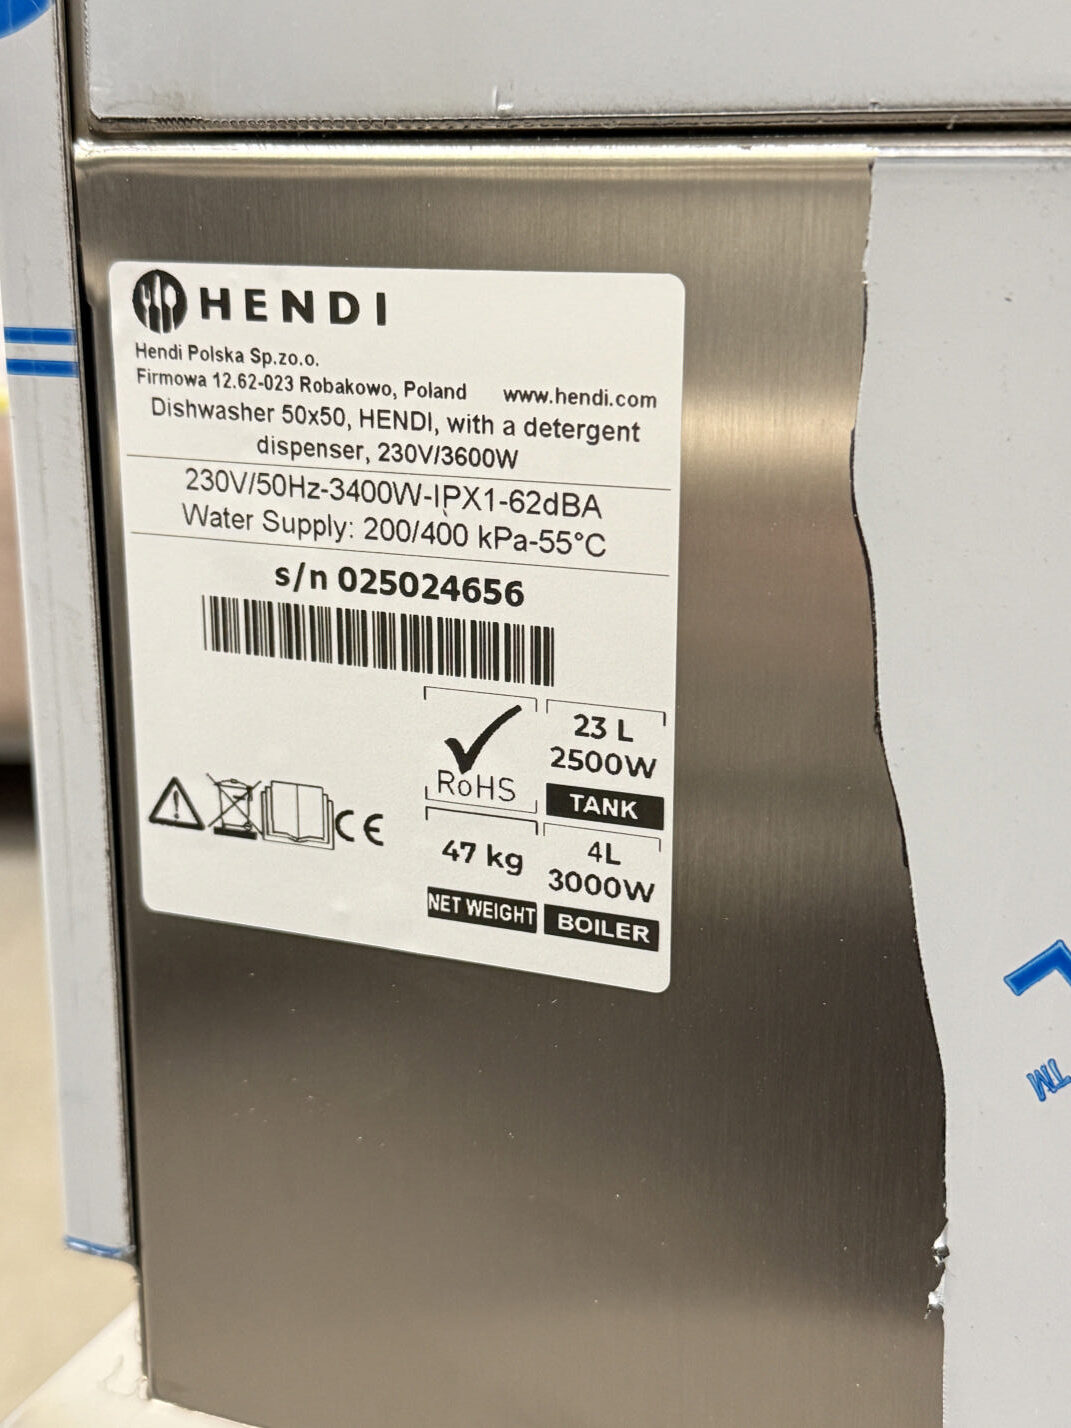 HENDI
Hendi Polska Sp.zo.o.
Firmowa 12.62-023 Robakowo, Poland www.hendi.com
Dishwasher 50x50, HENDI, with a detergent
dispenser, 230V/3600W
230V/50Hz-3400W-IPX1-62dBA
Water Supply: 200/400 kPa-55°C
s/n 025024656
RoHS
23 L
2500W
TANK
CE
47 kg
NET WEIGHT
4L
3000W
BOILER
TM